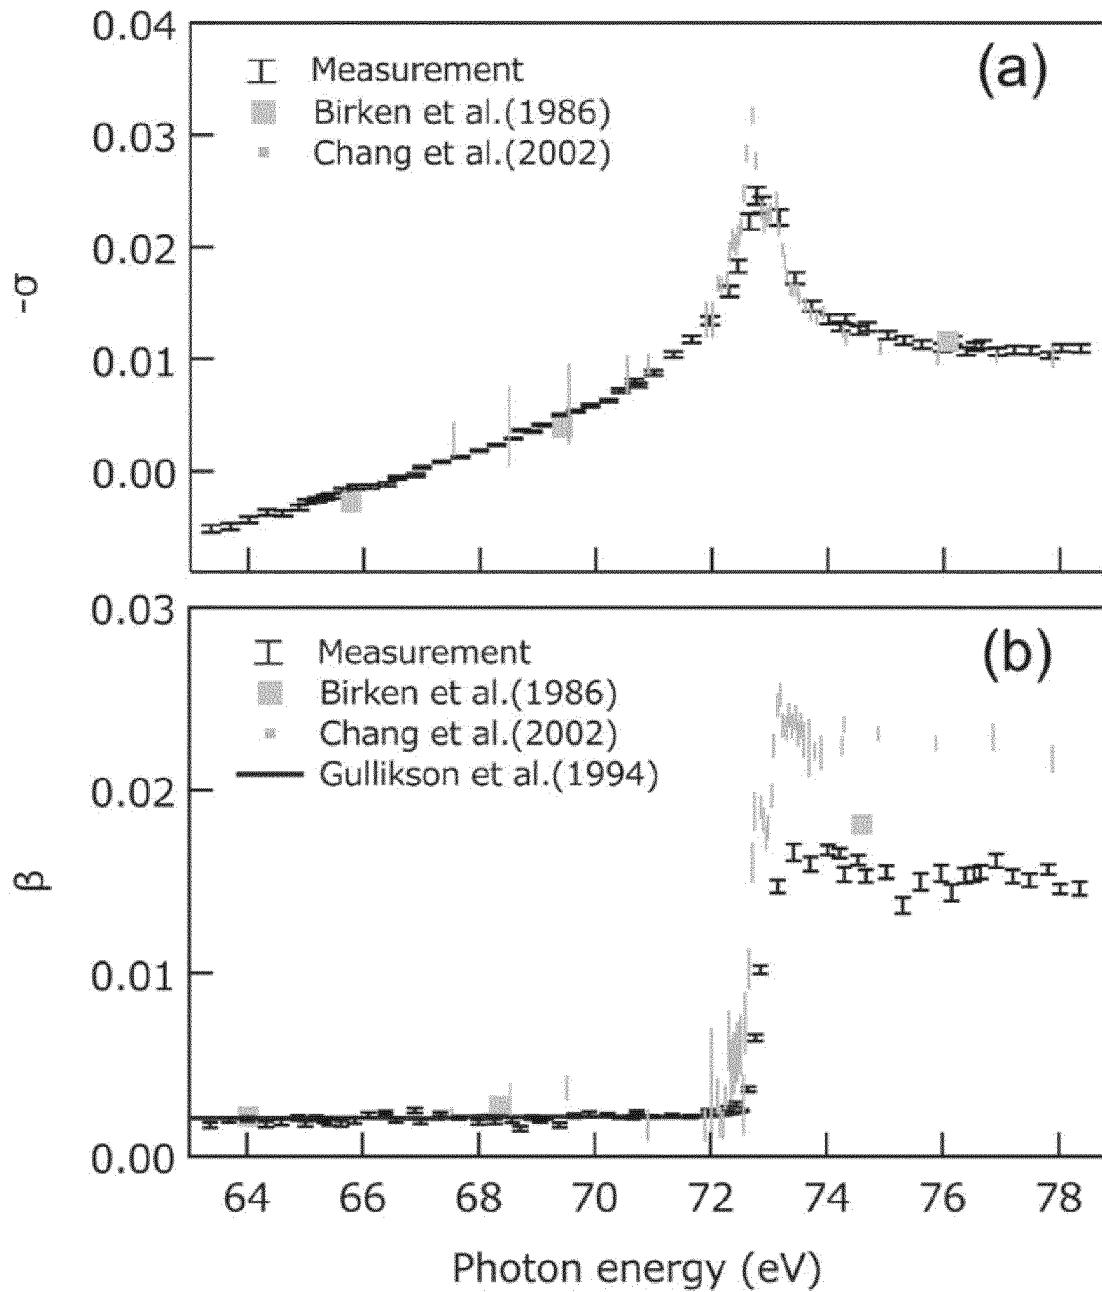 0.04
(a)
Measurement
Birken et al.(1986)
Chang et al.(2002)
0.03
0.02
-σ
0.01
0.00
0.03
(b)
Measurement
Birken et al.(1986)
Chang et al.(2002)
Gullikson et al.(1994)
0.02
β
0.01
0.00
64 66 68 70 72 74 76 78
Photon energy (eV)